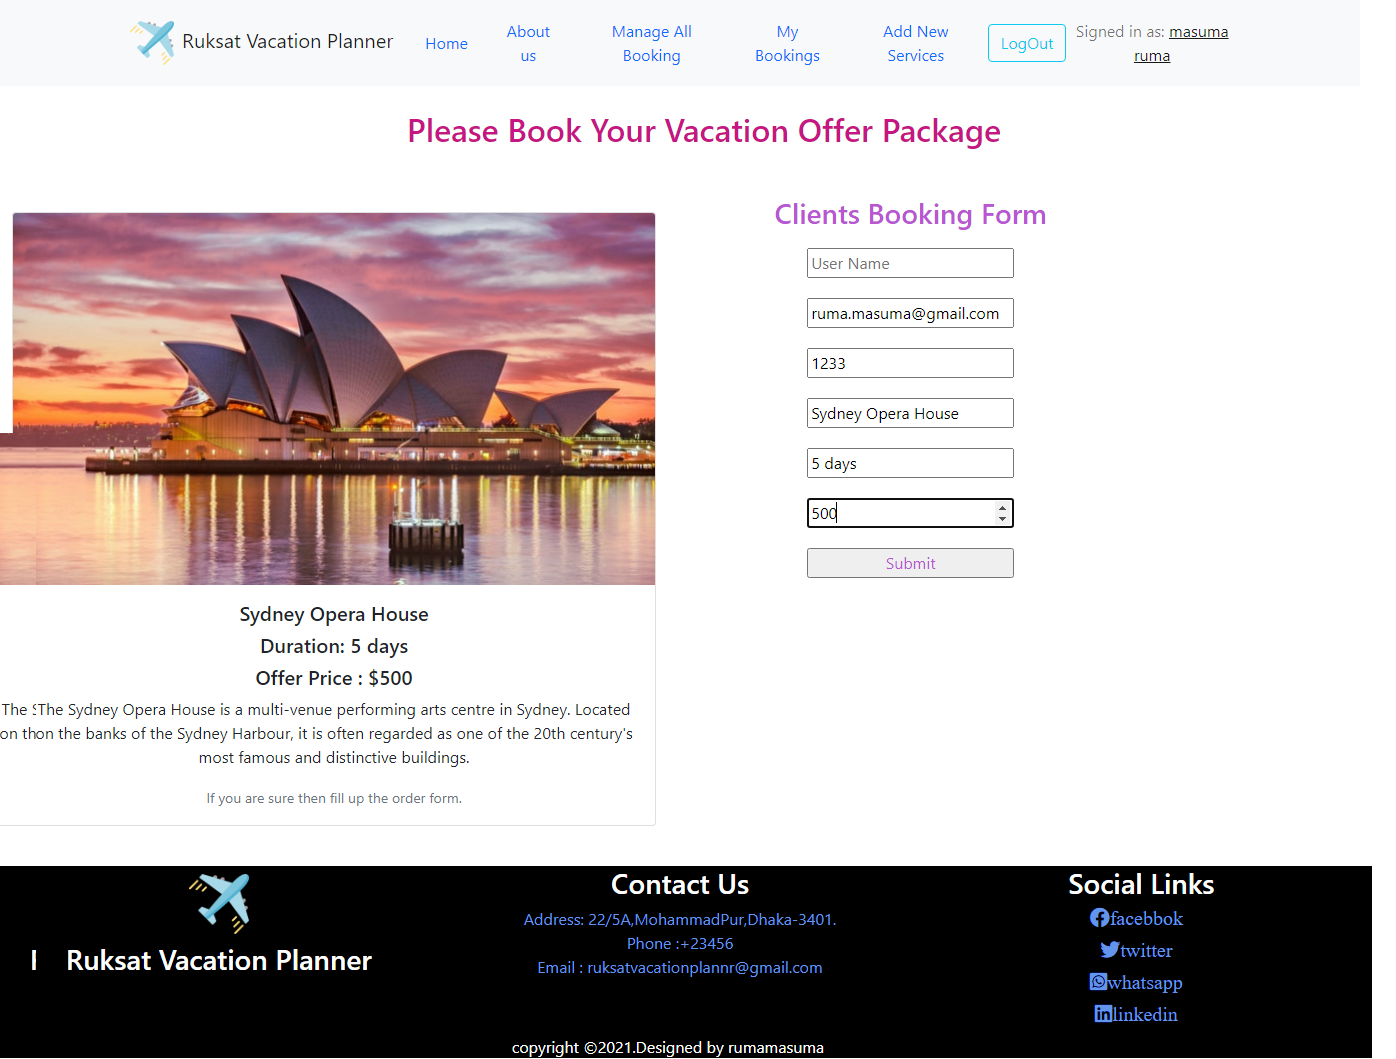 Ruksat Vacation Planner
Home
About
us
Manage All
Booking
My
Bookings
Add New
Services
LogOut
Signed in as: masuma
ruma
Please Book Your Vacation Offer Package
Clients Booking Form
User Name
ruma.masuma@gmail.com
1233
Sydney Opera House
5 days
500
Submit
Sydney Opera House
Duration: 5 days
Offer Price : $500
The The Sydney Opera House is a multi-venue performing arts centre in Sydney. Located
on thon the banks of the Sydney Harbour, it is often regarded as one of the 20th century's
most famous and distinctive buildings.
If you are sure then fill up the order form.
Ruksat Vacation Planner
Contact Us
Address: 22/5A,MohammadPur,Dhaka-3401.
Phone :+23456
Email : ruksatvacationplannr@gmail.com
Social Links
facebbok
twitter
whatsapp
linkedin
copyright ©2021.Designed by rumamasuma